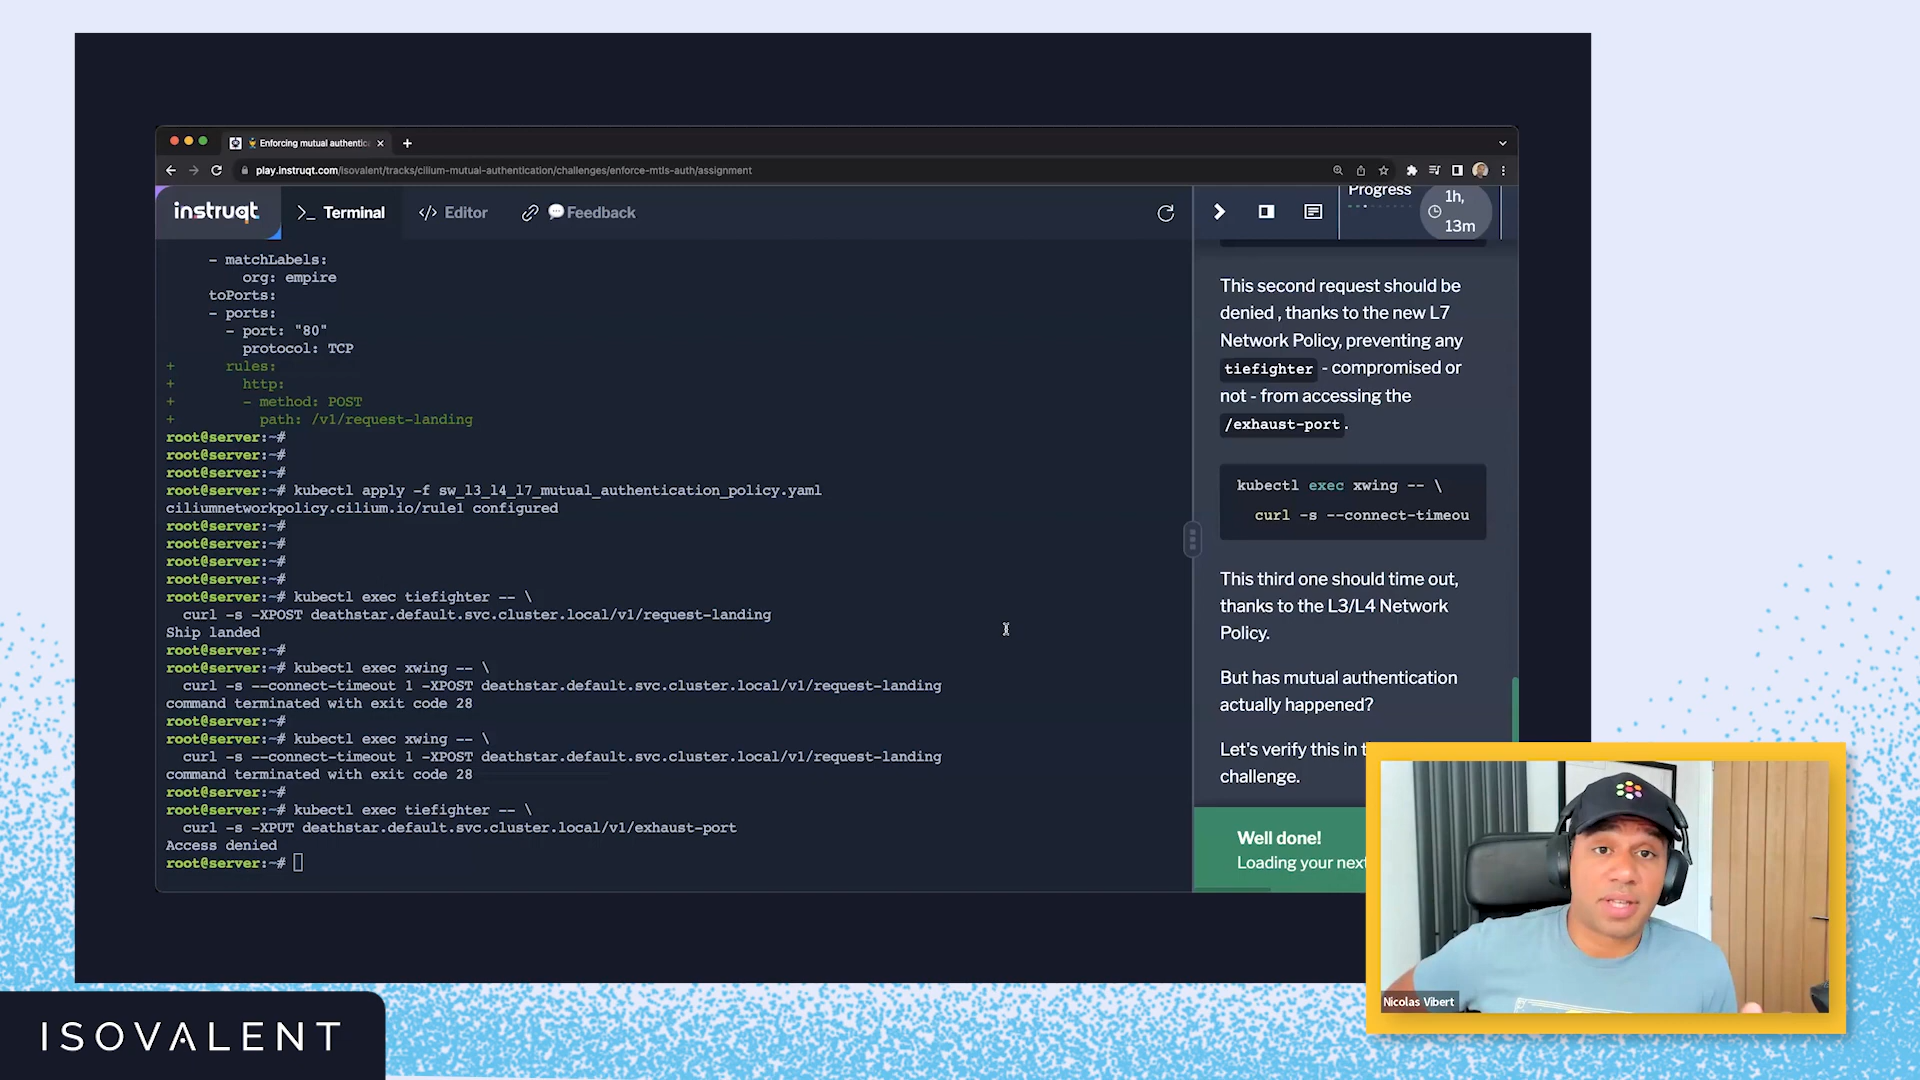 Enforcing mutual authentic
play.instruqt.com/isovalent/tracks/cilium-mutual-authentication/challenges/enforce-mtls-auth/assignment
instruqt
>_ Terminal
</> Editor
Feedback
Progress
1h,
13m
- matchLabels:
org: empire
toPorts:
- ports:
- port: "80"
protocol: TCP
+ rules:
+ http:
+ - method: POST
+ path: /v1/request-landing
root@server:~#
root@server:~#
root@server:~#
root@server:~# kubectl apply -f sw_l3_l4_l7_mutual_authentication_policy.yaml
ciliumnetworkpolicy.cilium.io/rule1 configured
root@server:~#
root@server:~#
root@server:~#
root@server:~#
root@server:~# kubectl exec tiefighter -- \
curl -s -XPOST deathstar.default.svc.cluster.local/v1/request-landing
Ship landed
root@server:~#
root@server:~# kubectl exec xwing -- \
curl -s --connect-timeout 1 -XPOST deathstar.default.svc.cluster.local/v1/request-landing
command terminated with exit code 28
root@server:~#
root@server:~# kubectl exec xwing -- \
curl -s --connect-timeout 1 -XPOST deathstar.default.svc.cluster.local/v1/request-landing
command terminated with exit code 28
root@server:~#
root@server:~# kubectl exec tiefighter -- \
curl -s -XPUT deathstar.default.svc.cluster.local/v1/exhaust-port
Access denied
root@server:~#
This second request should be
denied , thanks to the new L7
Network Policy, preventing any
tiefighter - compromised or
not - from accessing the
/exhaust-port .
kubectl exec xwing -- \
curl -s --connect-timeou
This third one should time out,
thanks to the L3/L4 Network
Policy.
But has mutual authentication
actually happened?
Let's verify this in t
challenge.
Well done!
Loading your next
Nicolas Vibert
ISOVALENT